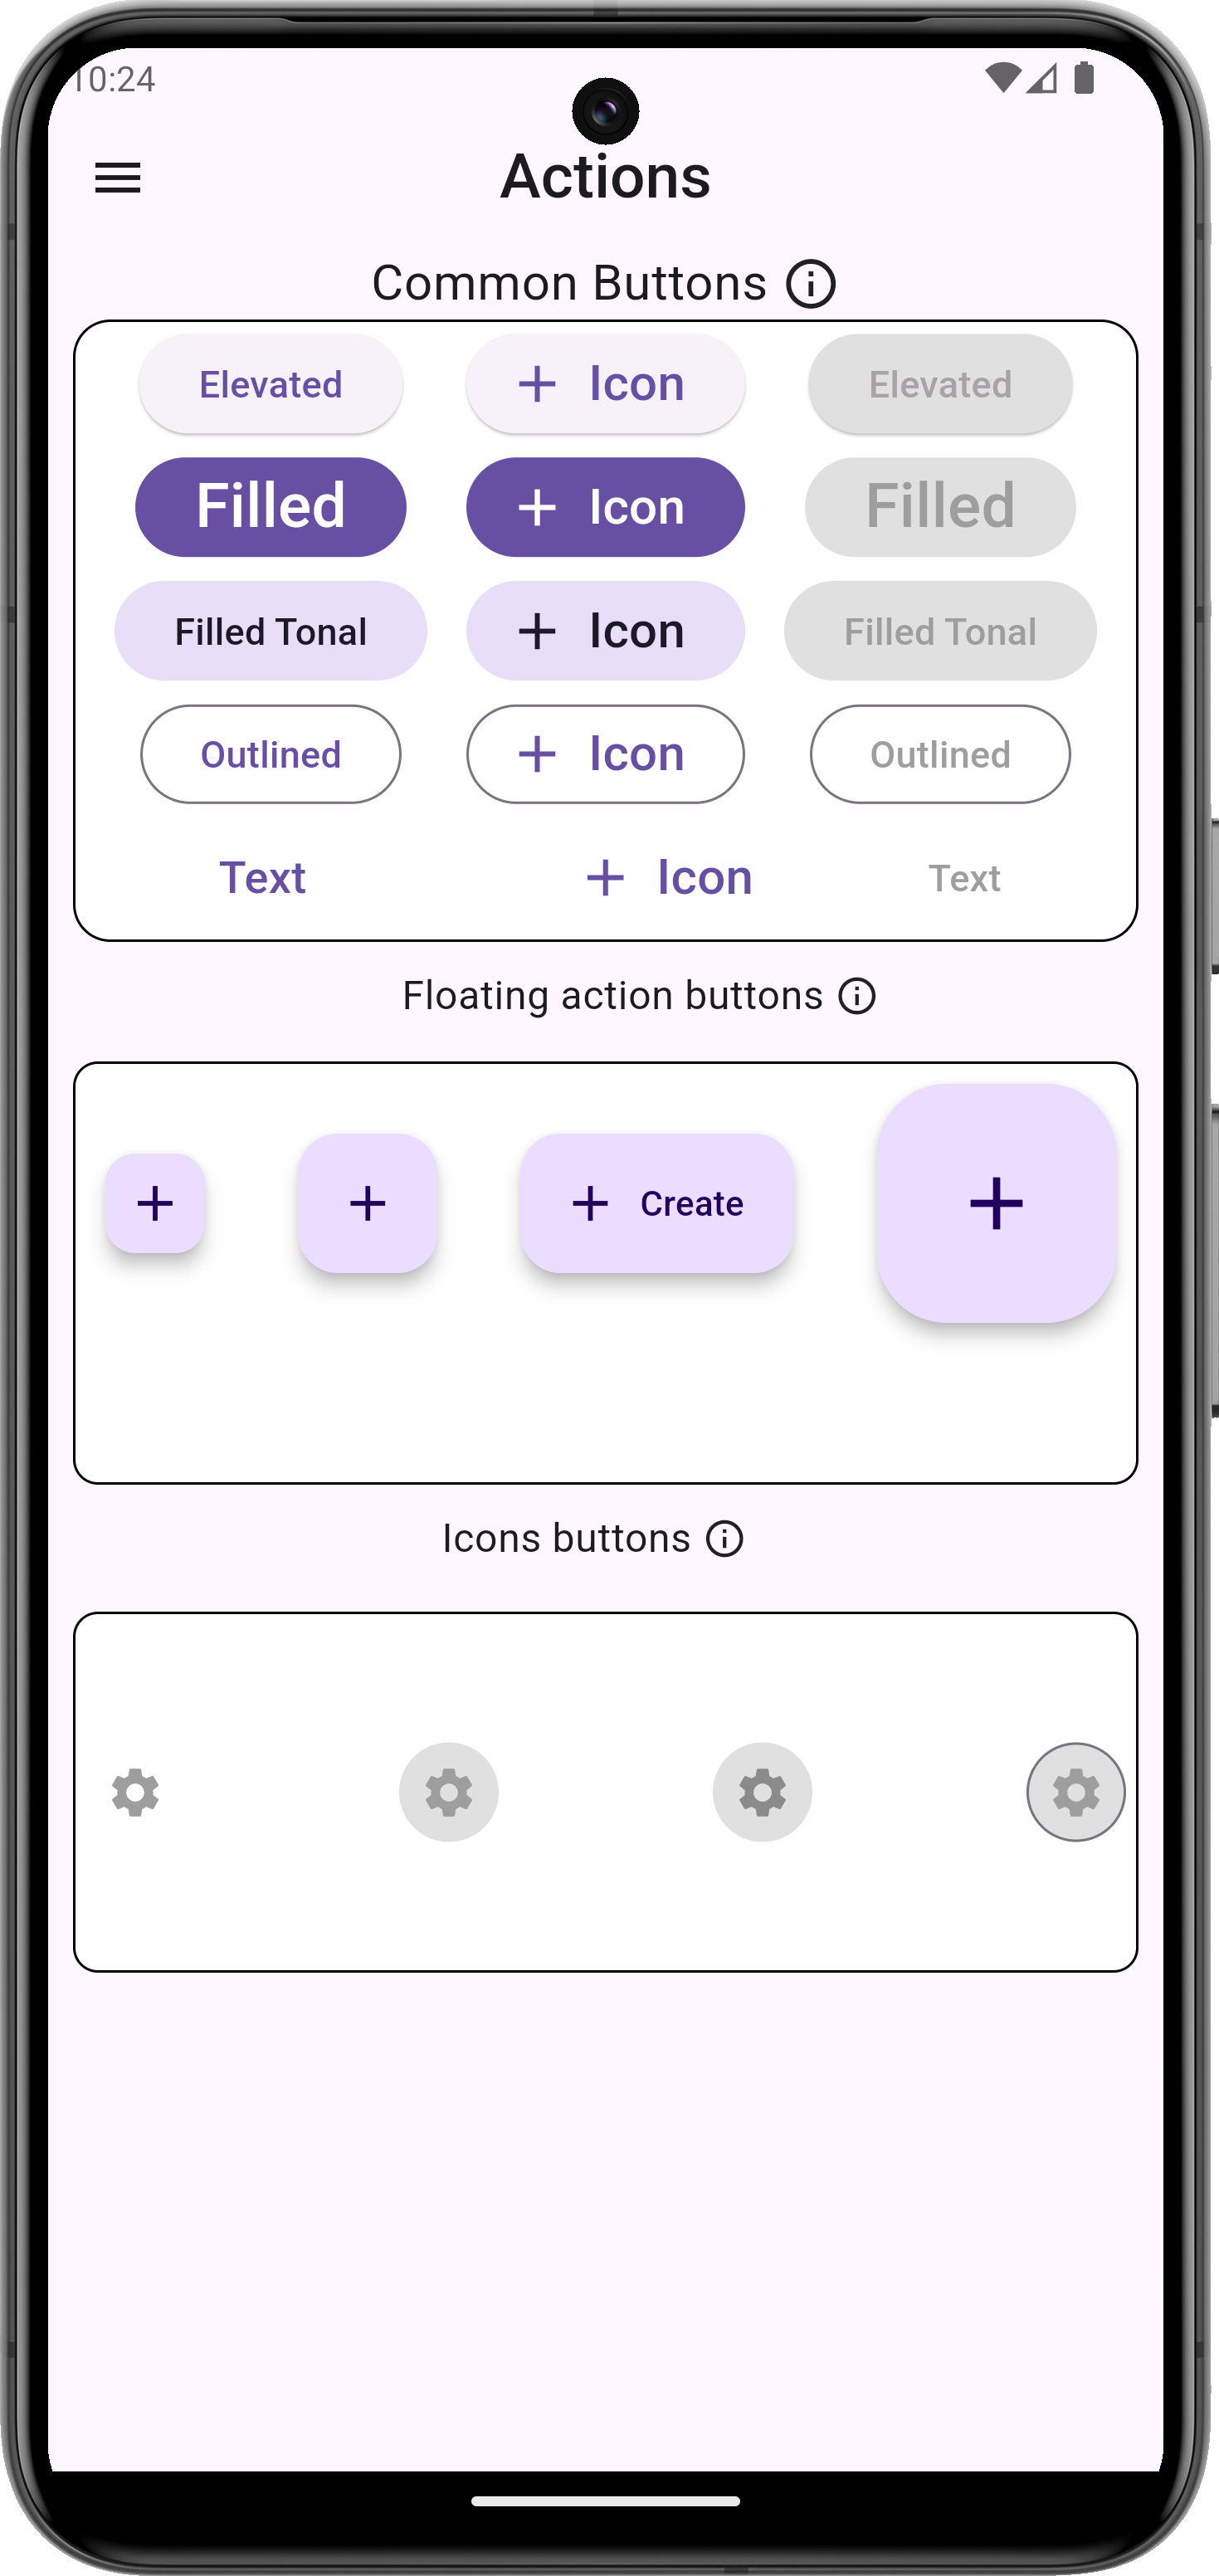 10:24
Actions
Common Buttons
Elevated + Icon Elevated
Filled + Icon Filled
Filled Tonal + Icon Filled Tonal
Outlined + Icon Outlined
Text + Icon Text
Floating action buttons
+ + + Create +
Icons buttons